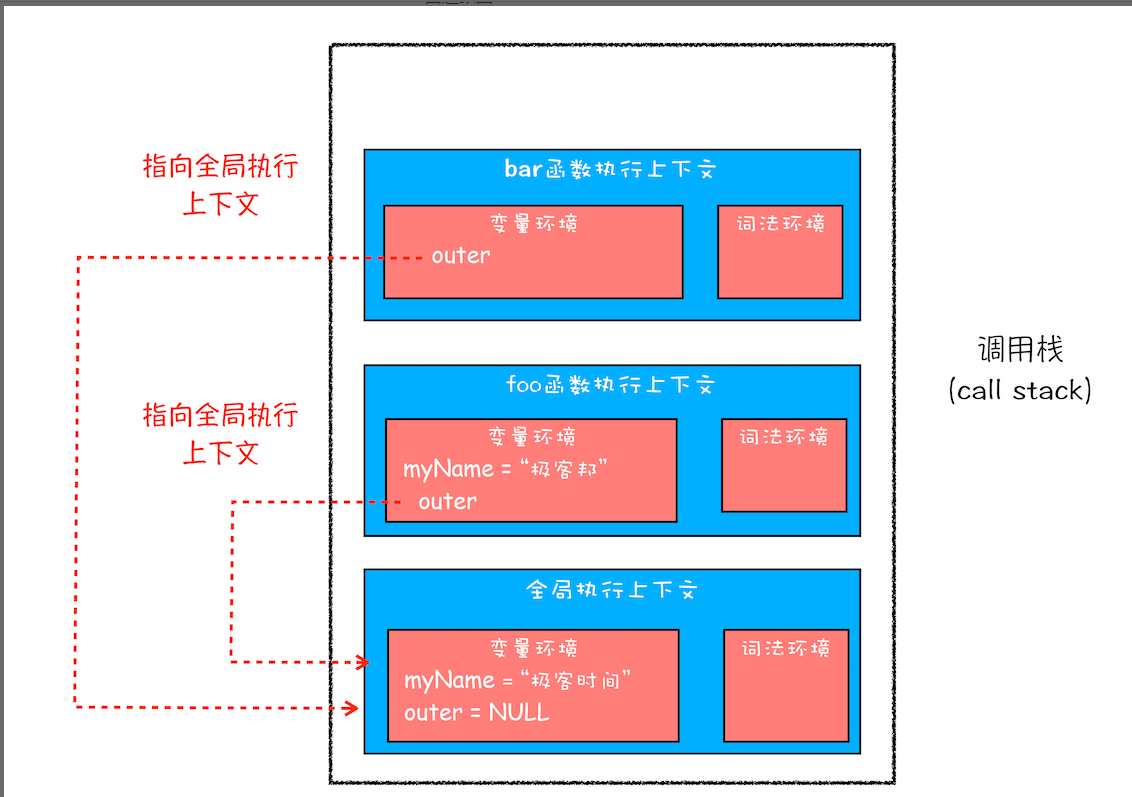 指向全局执行
上下文
bar函数执行上下文
变量环境
outer
词法环境
调用栈
(call stack)
指向全局执行
上下文
foo函数执行上下文
变量环境
myName = “极客邦”
outer
词法环境
全局执行上下文
变量环境
myName = “极客时间”
outer = NULL
词法环境